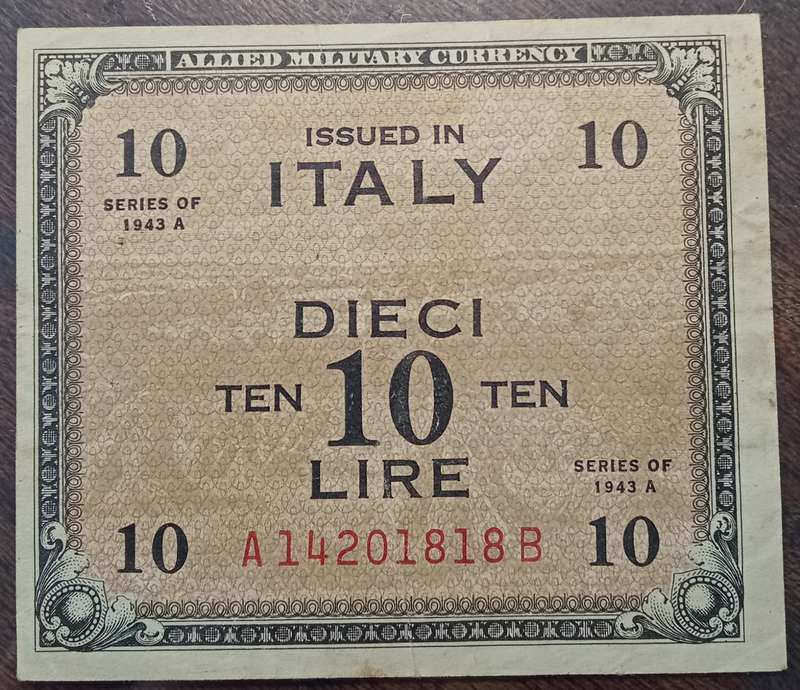 ALLIED MILITARY CURRENCY
10 ISSUED IN 10
ITALY
SERIES OF
1943 A
DIECI
TEN 10 TEN
LIRE
SERIES OF
1943 A
10 A14201818B 10